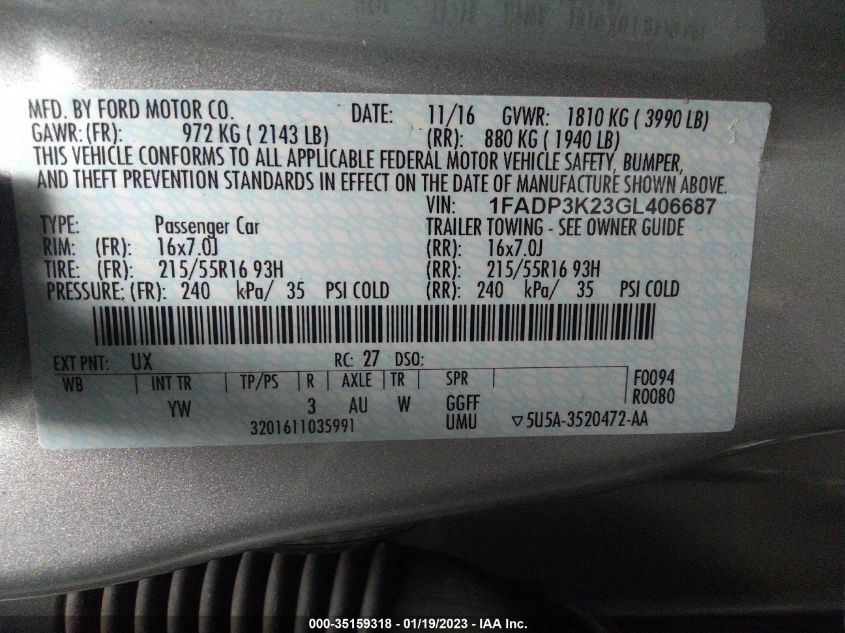 MFD. BY FORD MOTOR CO. DATE: 11/16 GVWR: 1810 KG ( 3990 LB)
GAWR: (FR): 972 KG ( 2143 LB) (RR): 880 KG ( 1940 LB)
THIS VEHICLE CONFORMS TO ALL APPLICABLE FEDERAL MOTOR VEHICLE SAFETY, BUMPER,
AND THEFT PREVENTION STANDARDS IN EFFECT ON THE DATE OF MANUFACTURE SHOWN ABOVE.
VIN: 1FADP3K23GL406687
TYPE: Passenger Car TRAILER TOWING - SEE OWNER GUIDE
RIM: (FR): 16x7.0J (RR): 16x7.0J
TIRE: (FR): 215/55R16 93H (RR): 215/55R16 93H
PRESSURE: (FR): 240 kPa/ 35 PSI COLD (RR): 240 kPa/ 35 PSI COLD
EXT PNT: UX RC: 27 DSO:
WB INT TR TP/PS R AXLE TR SPR F0094
YW 3 AU W GGFF R0080
3201611035991 UMU ▽5U5A-3520472-AA
000-35159318 - 01/19/2023 - IAA Inc.